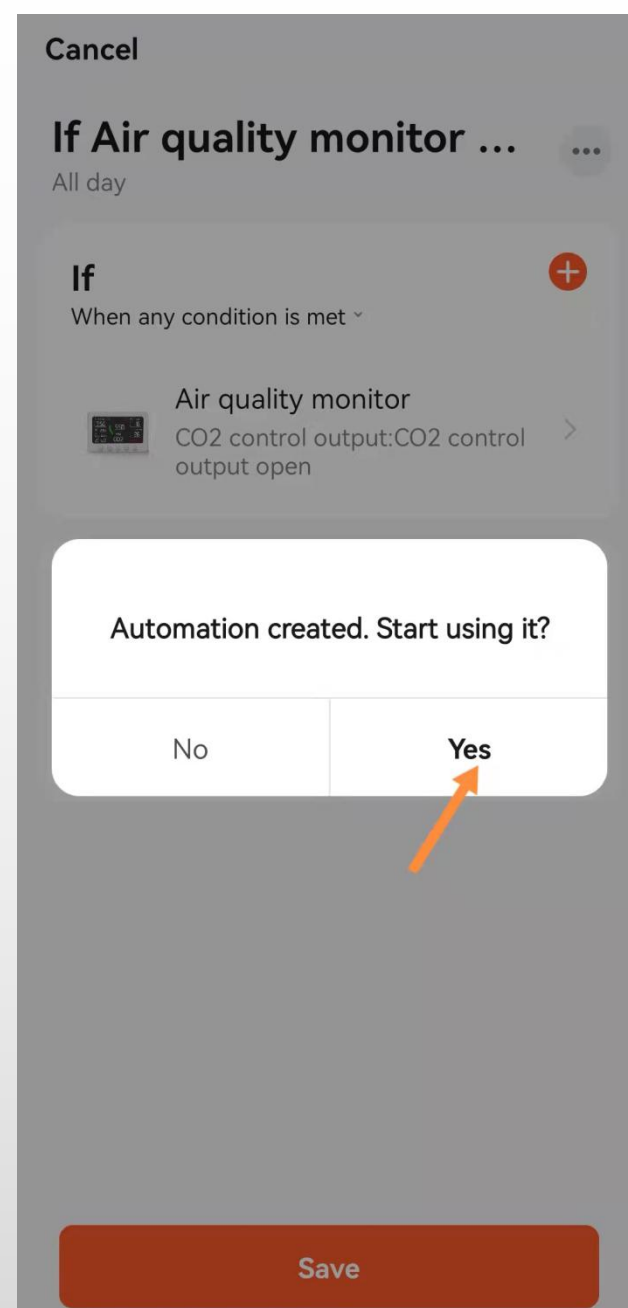 Cancel
If Air quality monitor ...
All day
If
When any condition is met
Air quality monitor
CO2 control output:CO2 control
output open
Automation created. Start using it?
No
Yes
Save